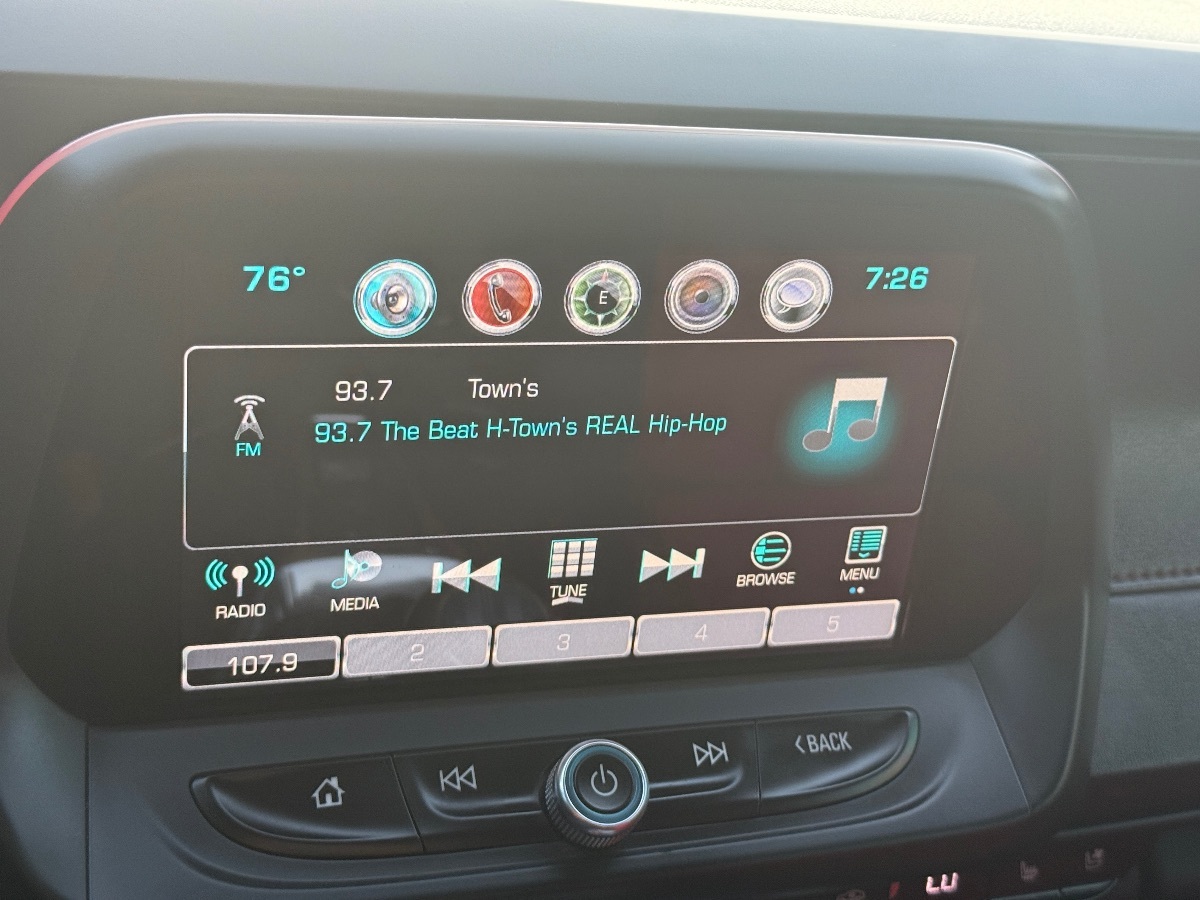 76° E 7:26
93.7 Town's
93.7 The Beat H-Town's REAL Hip-Hop
FM
RADIO MEDIA TUNE BROWSE MENU
107.9 2 3 4 5
BACK